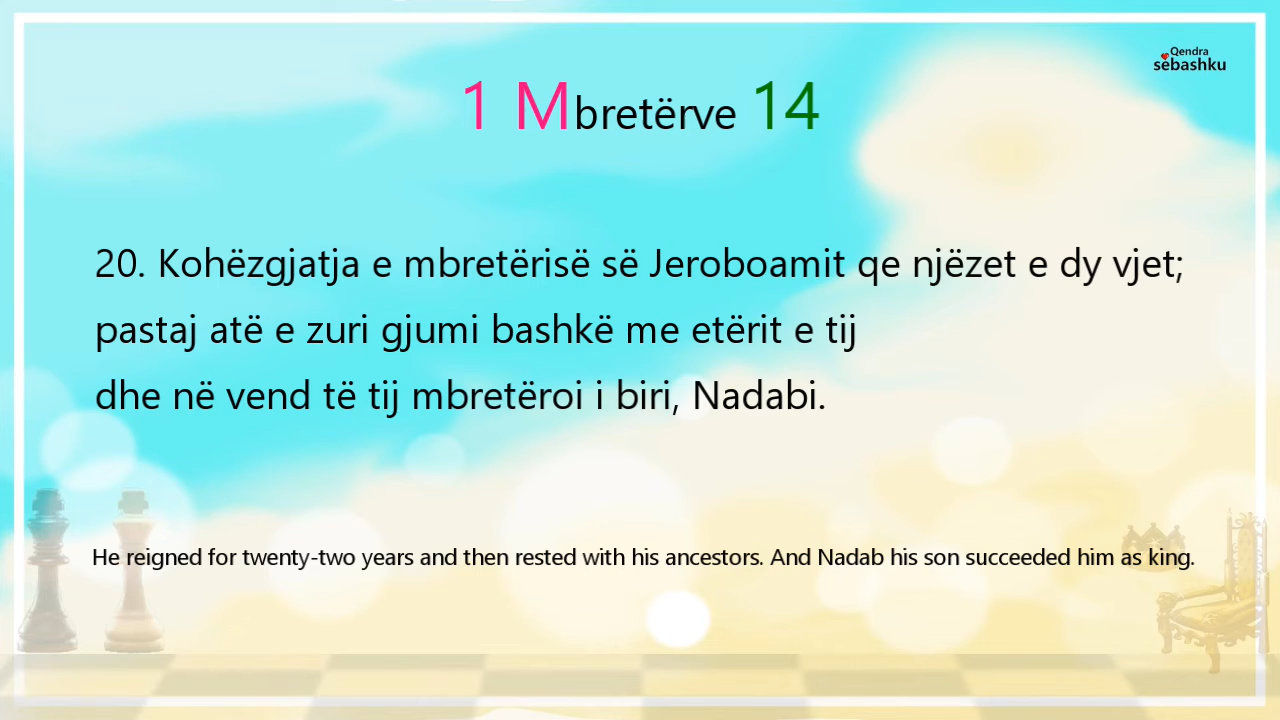 Qendra
sëbashku
1 Mbretërve 14
20. Kohëzgjatja e mbretërisë së Jeroboamit qe njëzet e dy vjet;
pastaj atë e zuri gjumi bashkë me etërit e tij
dhe në vend të tij mbretëroi i biri, Nadabi.
He reigned for twenty-two years and then rested with his ancestors. And Nadab his son succeeded him as king.